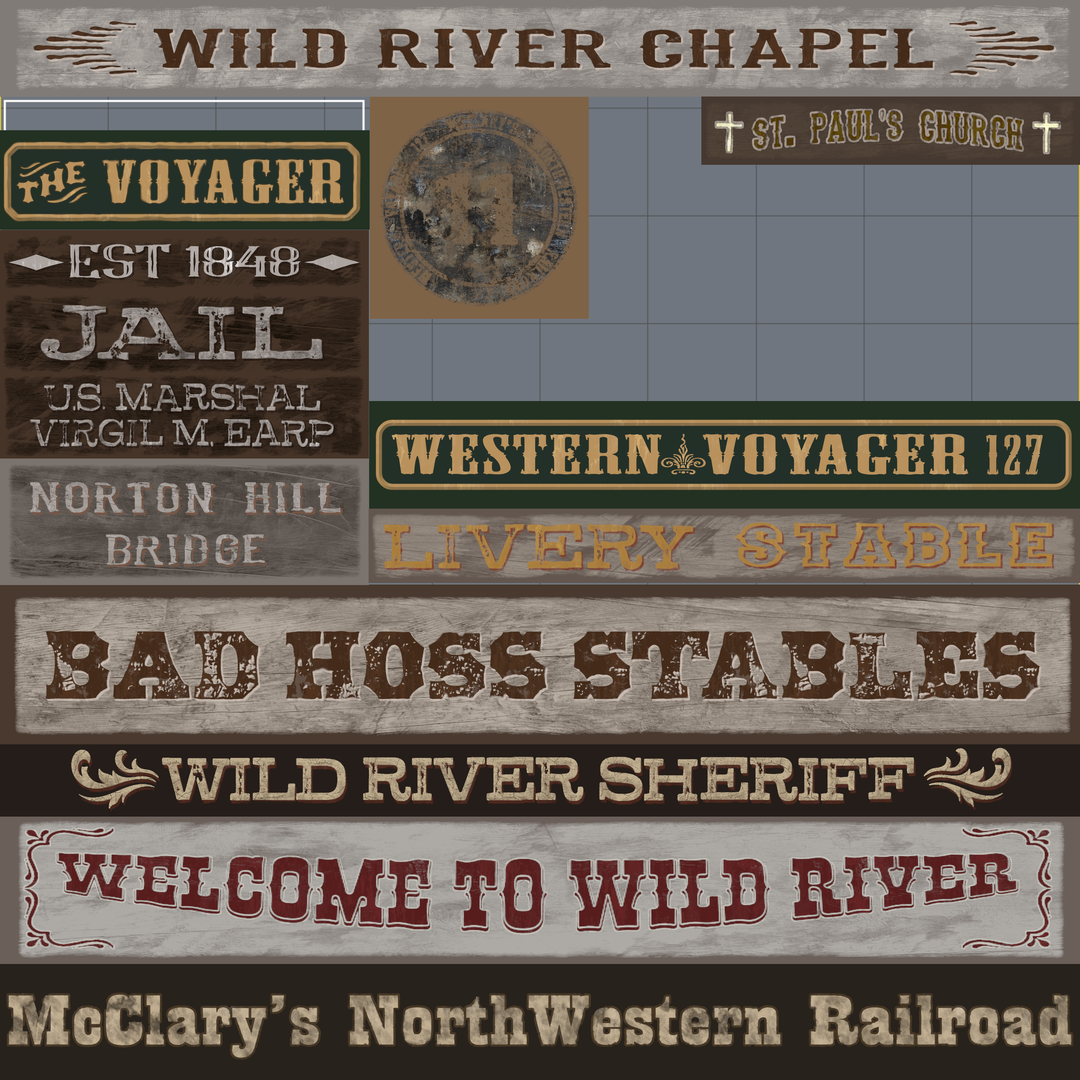 WILD RIVER CHAPEL
ST. PAUL'S CHURCH
THE VOYAGER
EST 1848
JAIL
U.S. MARSHAL
VIRGIL M. EARP
NORTON HILL
BRIDGE
WESTERN VOYAGER 127
LIVERY STABLE
BAD HOSS STABLES
WILD RIVER SHERIFF
WELCOME TO WILD RIVER
McClary's NorthWestern Railroad